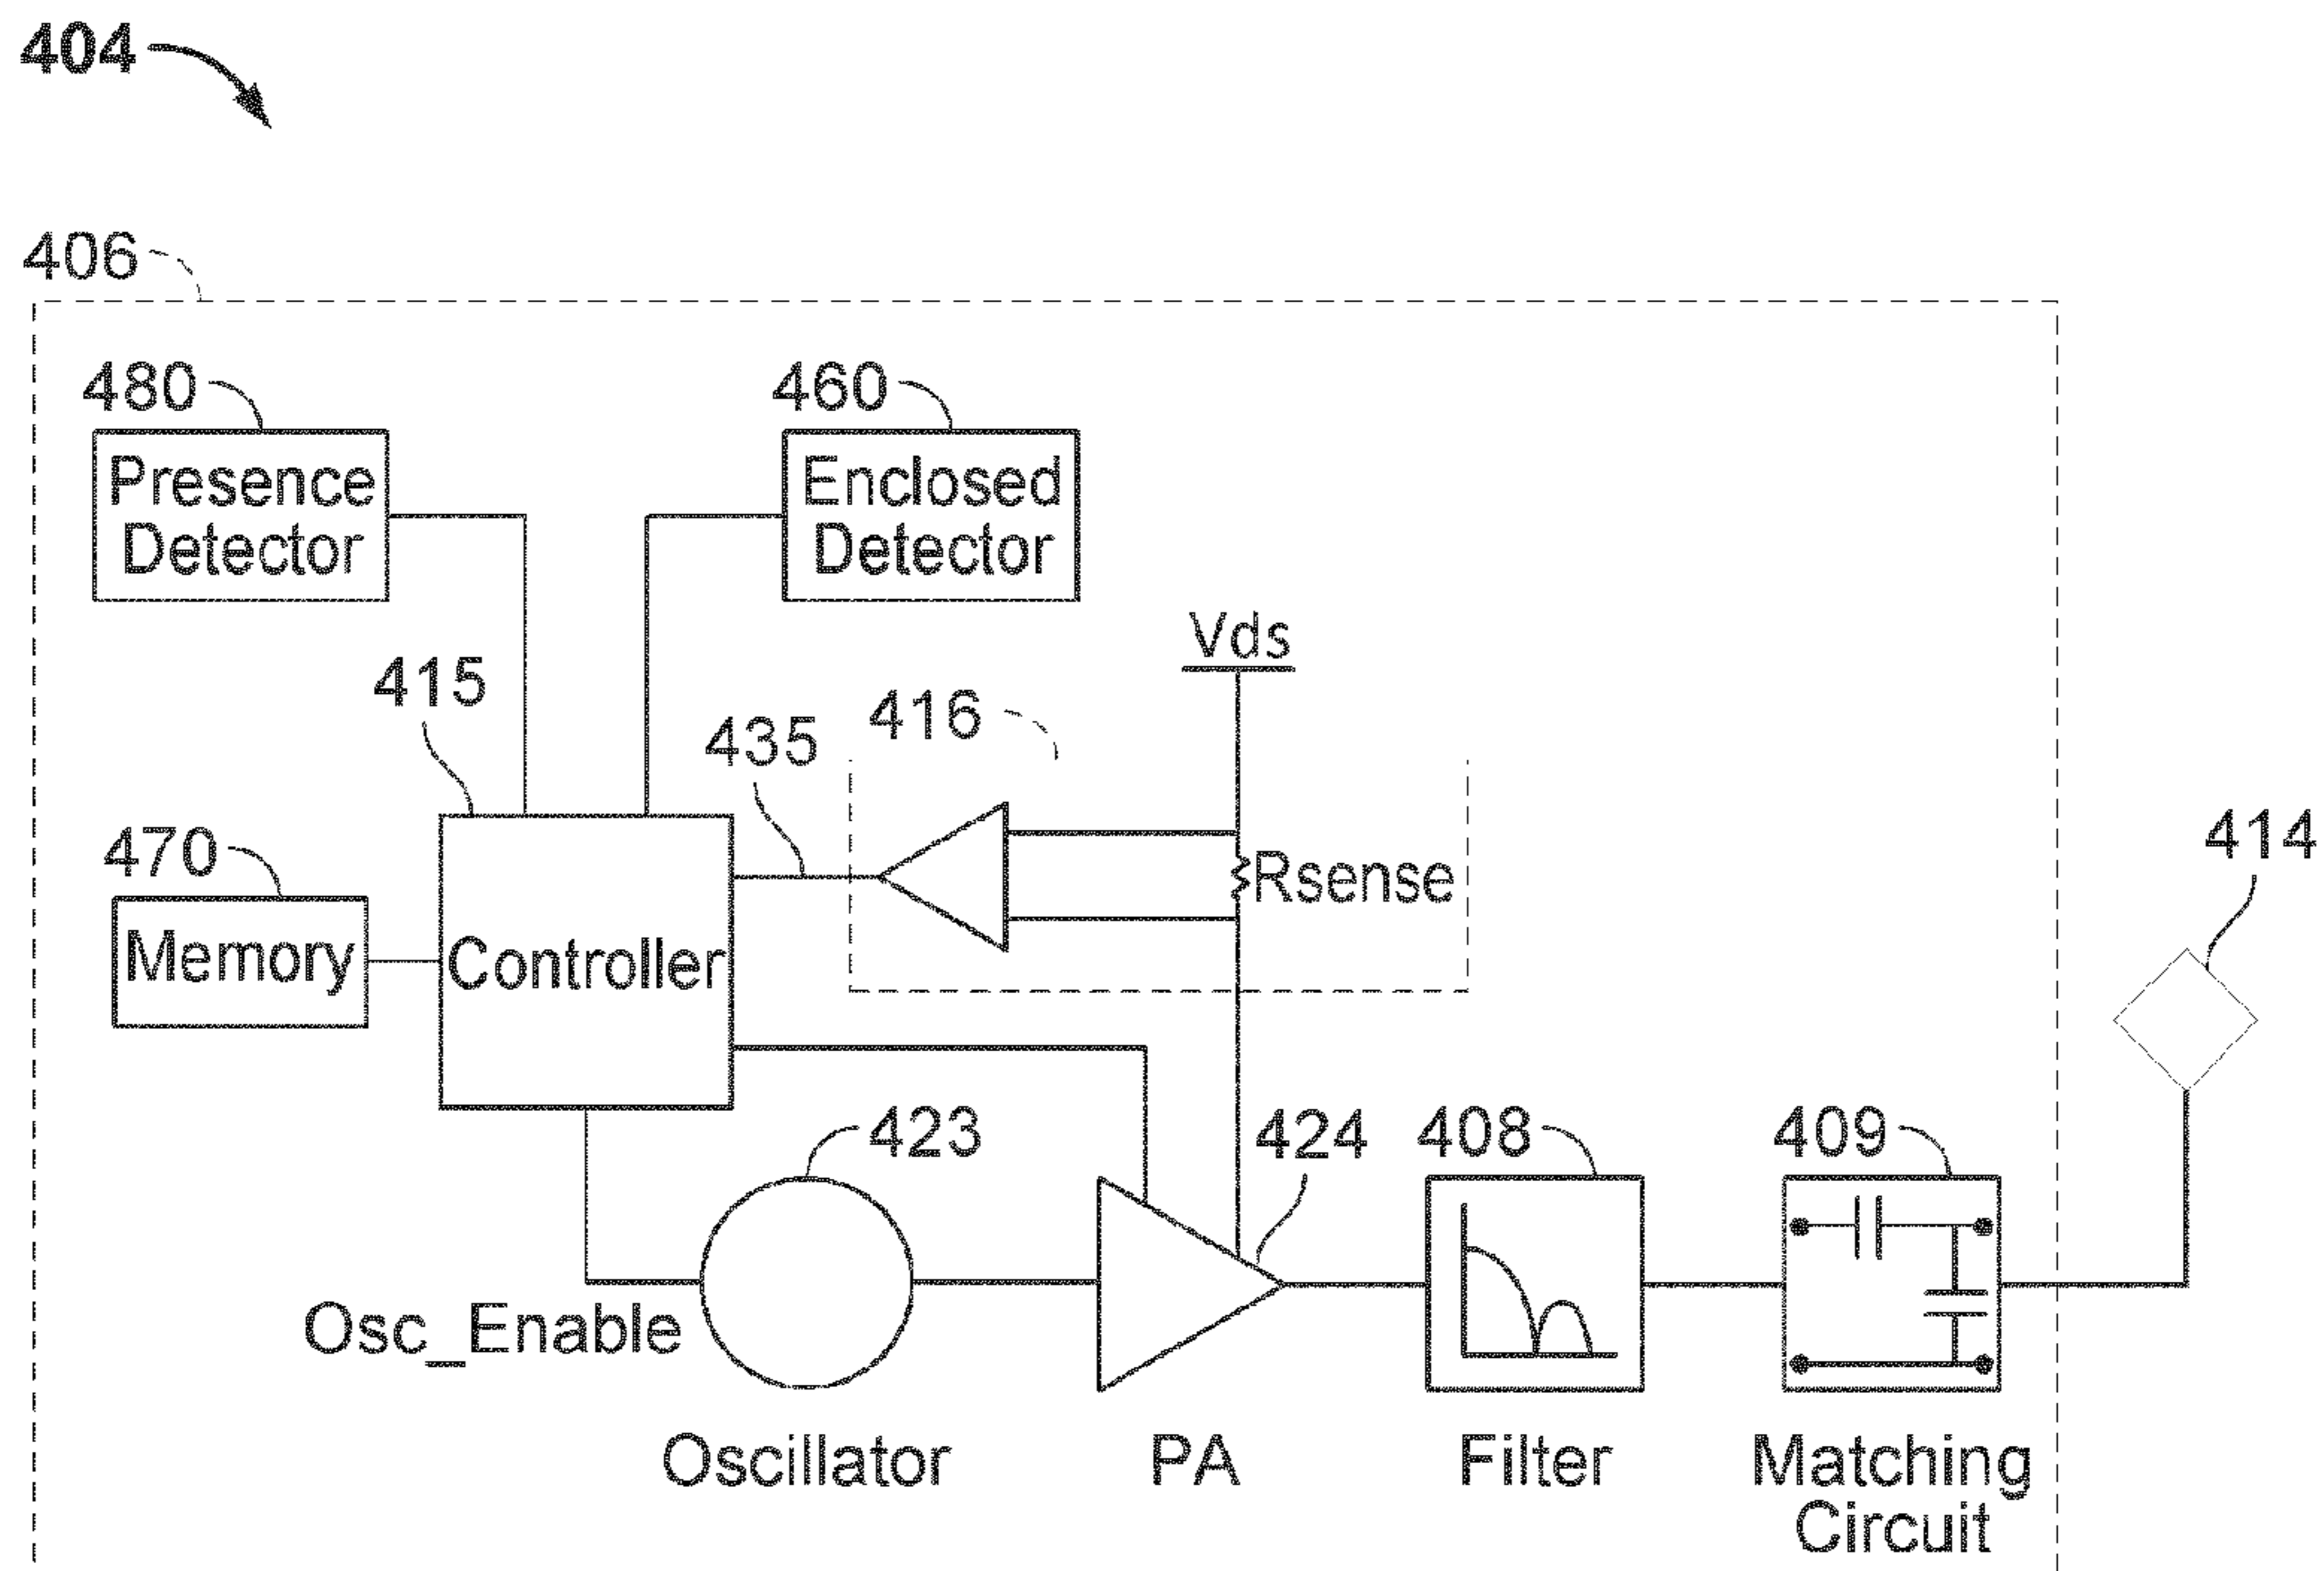 404
406
480
460
Presence
Detector
Enclosed
Detector
Vds
415
416
435
470
414
Rsense
Memory
Controller
423
424
408
409
Osc_Enable
Oscillator
PA
Filter
Matching
Circuit